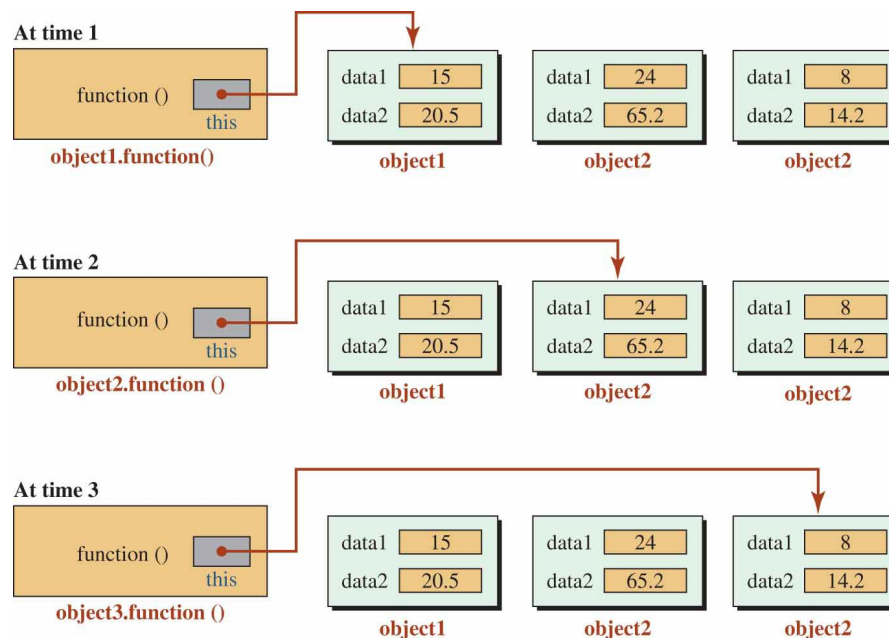 At time 1
function ()
this
object1.function()
data1 15
data2 20.5
object1
data1 24
data2 65.2
object2
data1 8
data2 14.2
object2
At time 2
function ()
this
object2.function ()
data1 15
data2 20.5
object1
data1 24
data2 65.2
object2
data1 8
data2 14.2
object2
At time 3
function ()
this
object3.function ()
data1 15
data2 20.5
object1
data1 24
data2 65.2
object2
data1 8
data2 14.2
object2